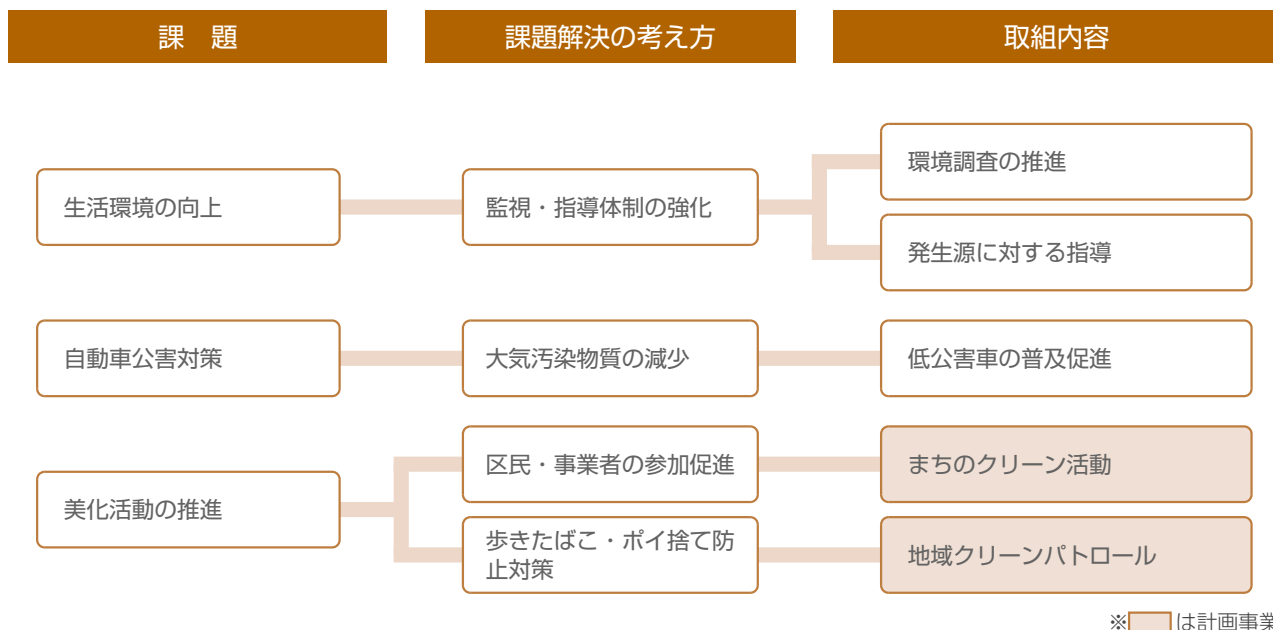 課　題
課題解決の考え方
取組内容
生活環境の向上
監視・指導体制の強化
環境調査の推進
発生源に対する指導
自動車公害対策
大気汚染物質の減少
低公害車の普及促進
美化活動の推進
区民・事業者の参加促進
まちのクリーン活動
歩きたばこ・ポイ捨て防
止対策
地域クリーンパトロール
※　は計画事業